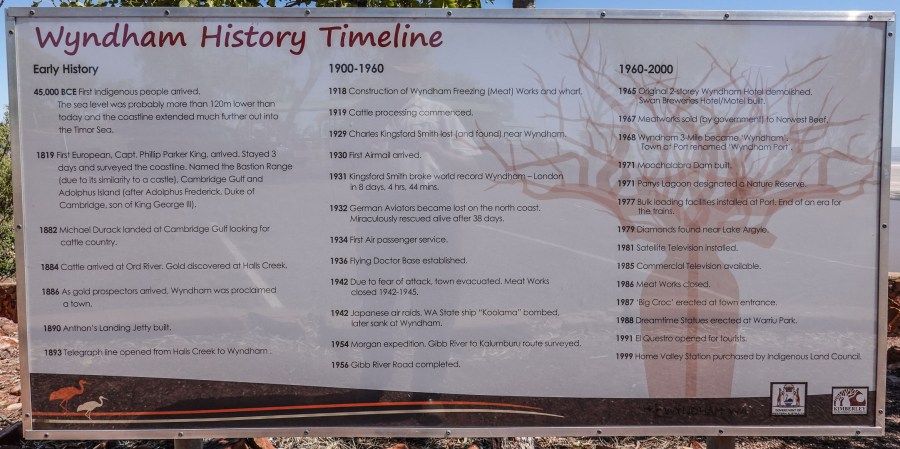 Wyndham History Timeline
Early History
45,000 BCE First indigenous people arrived.
The sea level was probably more than 120m lower than
today and the coastline extended much further out into
the Timor Sea.
1819 First European, Capt. Phillip Parker King, arrived. Stayed 3
days and surveyed the coastline. Named the Bastion Range
(due to its similarity to a castle), Cambridge Gulf and
Adolphus Island (after Adolphus Frederick, Duke of
Cambridge, son of King George III).
1882 Michael Durack landed at Cambridge Gulf looking for
cattle country.
1884 Cattle arrived at Ord River. Gold discovered at Halls Creek.
1886 As gold prospectors arrived, Wyndham was proclaimed
a town.
1890 Anthon's Landing Jetty built.
1893 Telegraph line opened from Halls Creek to Wyndham .
1900-1960
1918 Construction of Wyndham Freezing (Meat) Works and wharf.
1919 Cattle processing commenced.
1929 Charles Kingsford Smith lost (and found) near Wyndham.
1930 First Airmail arrived.
1931 Kingsford Smith broke world record Wyndham – London
in 8 days, 4 hrs, 44 mins.
1932 German Aviators became lost on the north coast.
Miraculously rescued alive after 38 days.
1934 First Air passenger service.
1936 Flying Doctor Base established.
1942 Due to fear of attack, town evacuated. Meat Works
closed 1942-1945.
1942 Japanese air raids. WA State ship "Koolama" bombed,
later sank at Wyndham.
1954 Morgan expedition. Gibb River to Kalumburu route surveyed.
1956 Gibb River Road completed.
1960-2000
1965 Original 2-storey Wyndham Hotel demolished.
Swan Breweries Hotel/Motel built.
1967 Meatworks sold (by government) to Norwest Beef.
1968 Wyndham 3-Mile became 'Wyndham'.
Town at Port renamed 'Wyndham Port'.
1971 Moochalabra Dam built.
1971 Parrys Lagoon designated a Nature Reserve.
1977 Bulk loading facilities installed at Port. End of an era for
the trains.
1979 Diamonds found near Lake Argyle.
1981 Satellite Television installed.
1985 Commercial Television available.
1986 Meat Works closed.
1987 'Big Croc' erected at town entrance.
1988 Dreamtime Statues erected at Warriu Park.
1991 El Questro opened for tourists.
1999 Home Valley Station purchased by Indigenous Land Council.
GOVERNMENT OF
WESTERN AUSTRALIA
KIMBERLEY